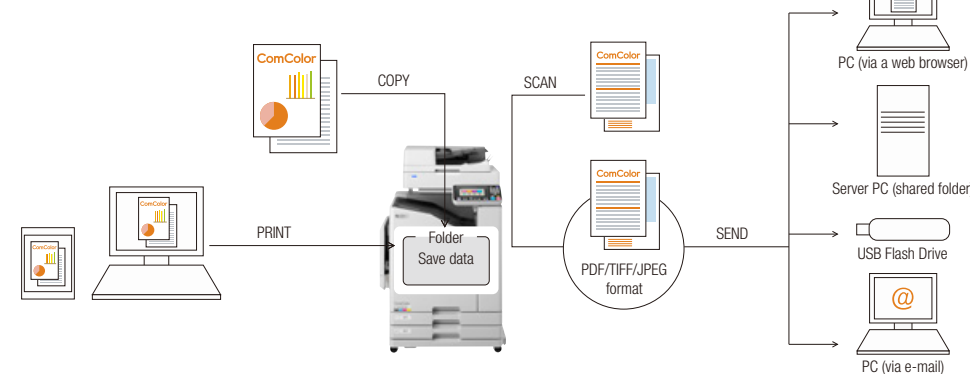 ComColor
COPY
ComColor
PRINT
ComColor
Folder
Save data
SCAN
ComColor
ComColor
PDF/TIFF/JPEG
format
SEND
PC (via a web browser)
Server PC (shared folder
USB Flash Drive
@
PC (via e-mail)